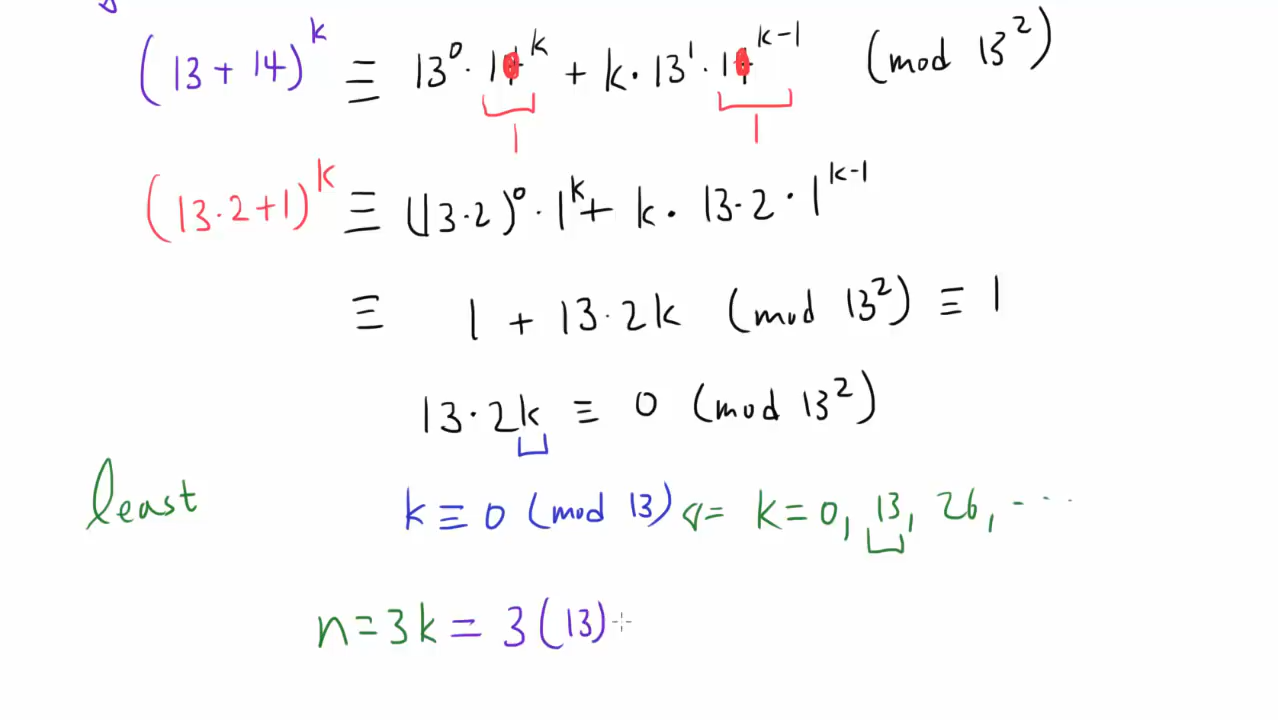 (13 + 14)^k ≡ 13^0 · 14^k + k · 13^1 · 14^(k-1) (mod 13^2)
1 1
(13·2+1)^k ≡ (13·2)^0 · 1^k + k · 13·2 · 1^(k-1)
≡ 1 + 13·2k (mod 13^2) ≡ 1
13·2k ≡ 0 (mod 13^2)
least k ≡ 0 (mod 13) <= k=0, 13, 26, ...
n=3k = 3(13)